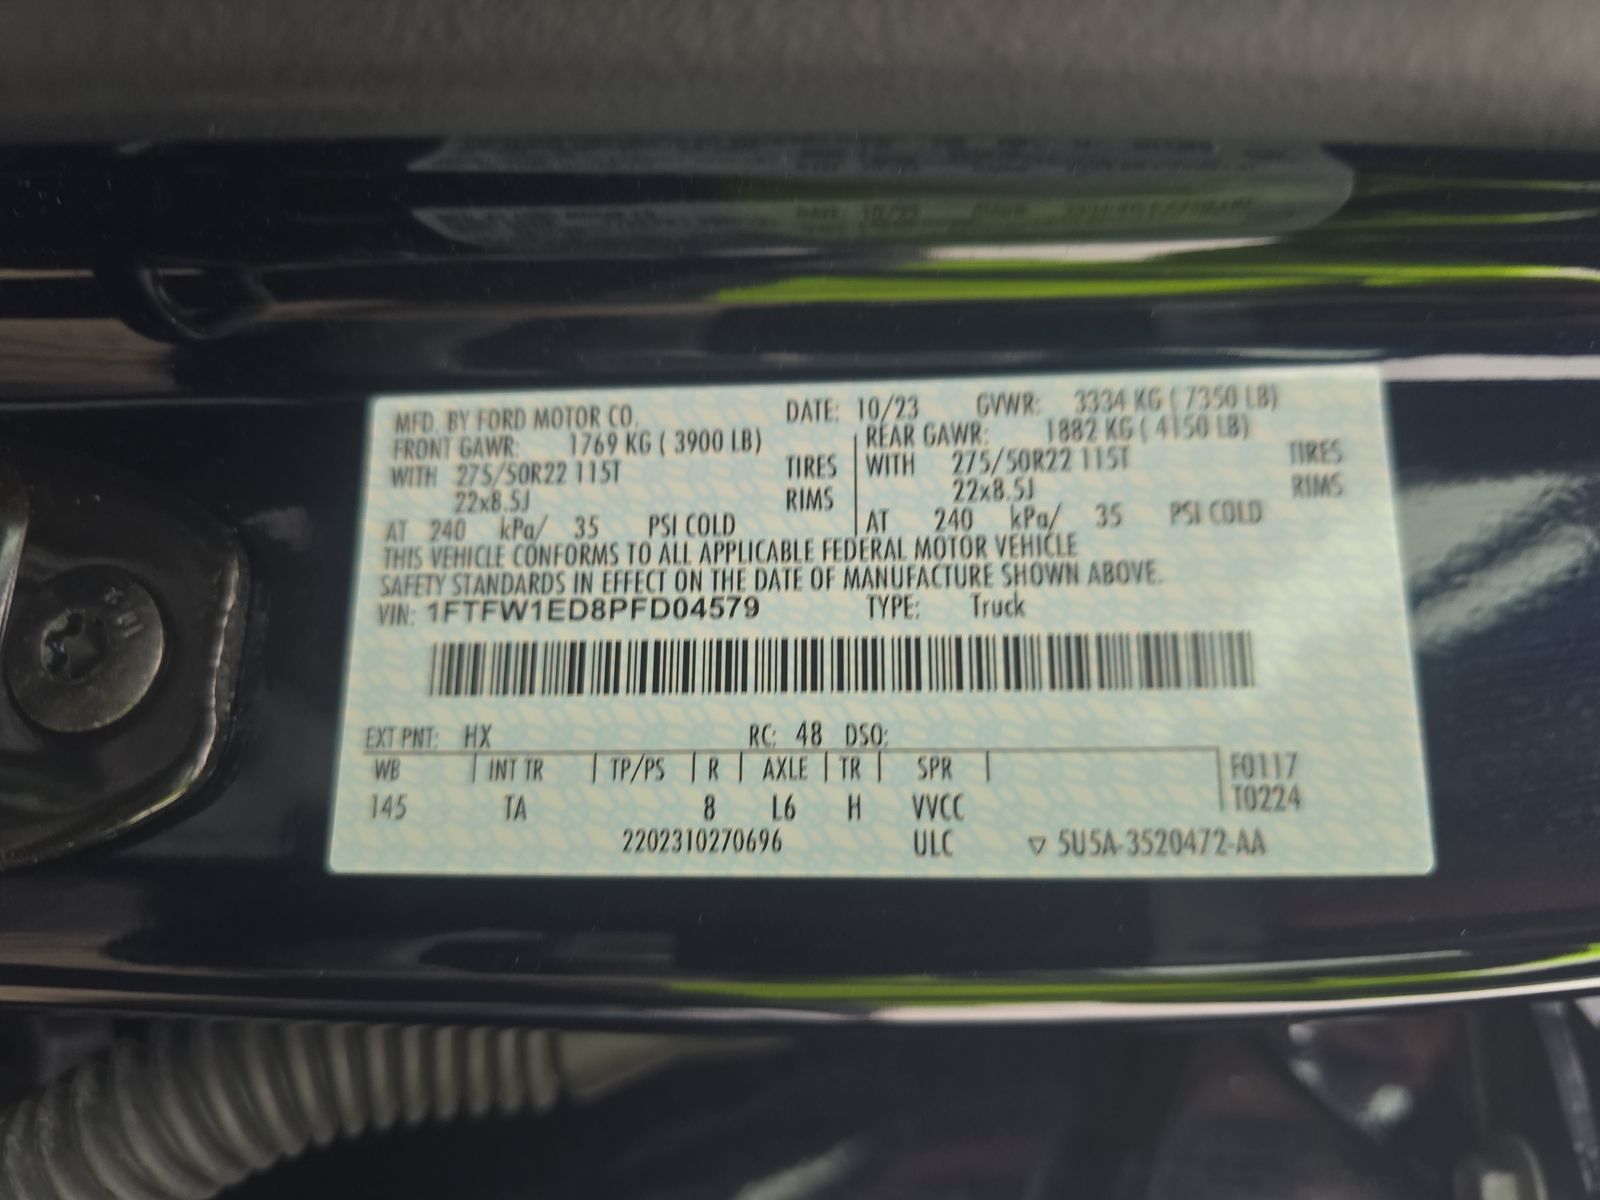 MFD. BY FORD MOTOR CO. DATE: 10/23 GVWR: 3334 KG ( 7350 LB)
FRONT GAWR: 1769 KG ( 3900 LB) REAR GAWR: 1882 KG ( 4150 LB)
WITH 275/50R22 115T TIRES WITH 275/50R22 115T TIRES
22x8.5J RIMS 22x8.5J RIMS
AT 240 kPa/ 35 PSI COLD AT 240 kPa/ 35 PSI COLD
THIS VEHICLE CONFORMS TO ALL APPLICABLE FEDERAL MOTOR VEHICLE
SAFETY STANDARDS IN EFFECT ON THE DATE OF MANUFACTURE SHOWN ABOVE.
VIN: 1FTFW1ED8PFD04579 TYPE: Truck
EXT PNT: HX RC: 48 DSO:
WB INT TR TP/PS R AXLE TR SPR F0117
145 TA 8 L6 H VVCC T0224
2202310270696 ULC ▽ 5U5A-3520472-AA